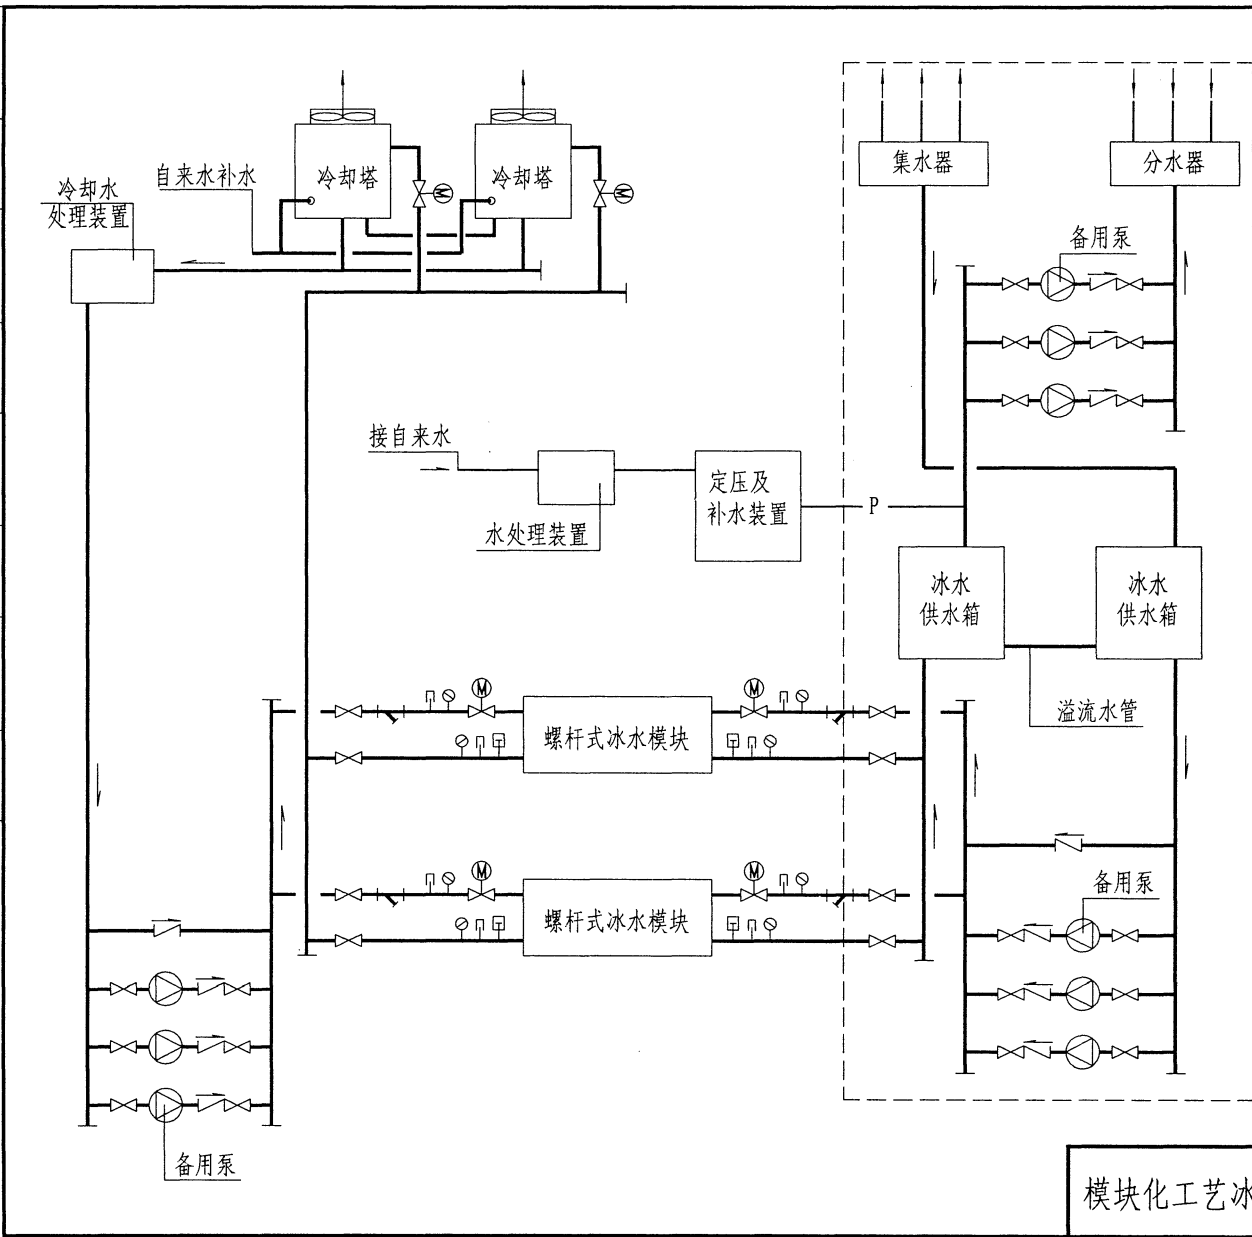 集水器
分水器
冷却塔
冷却塔
自来水补水
冷却水
处理装置
M
M
备用泵
接自来水
定压及
补水装置
P
水处理装置
冰水
供水箱
冰水
供水箱
M
M
溢流水管
螺杆式冰水模块
T
T
M
M
备用泵
螺杆式冰水模块
T
T
备用泵
模块化工艺冰